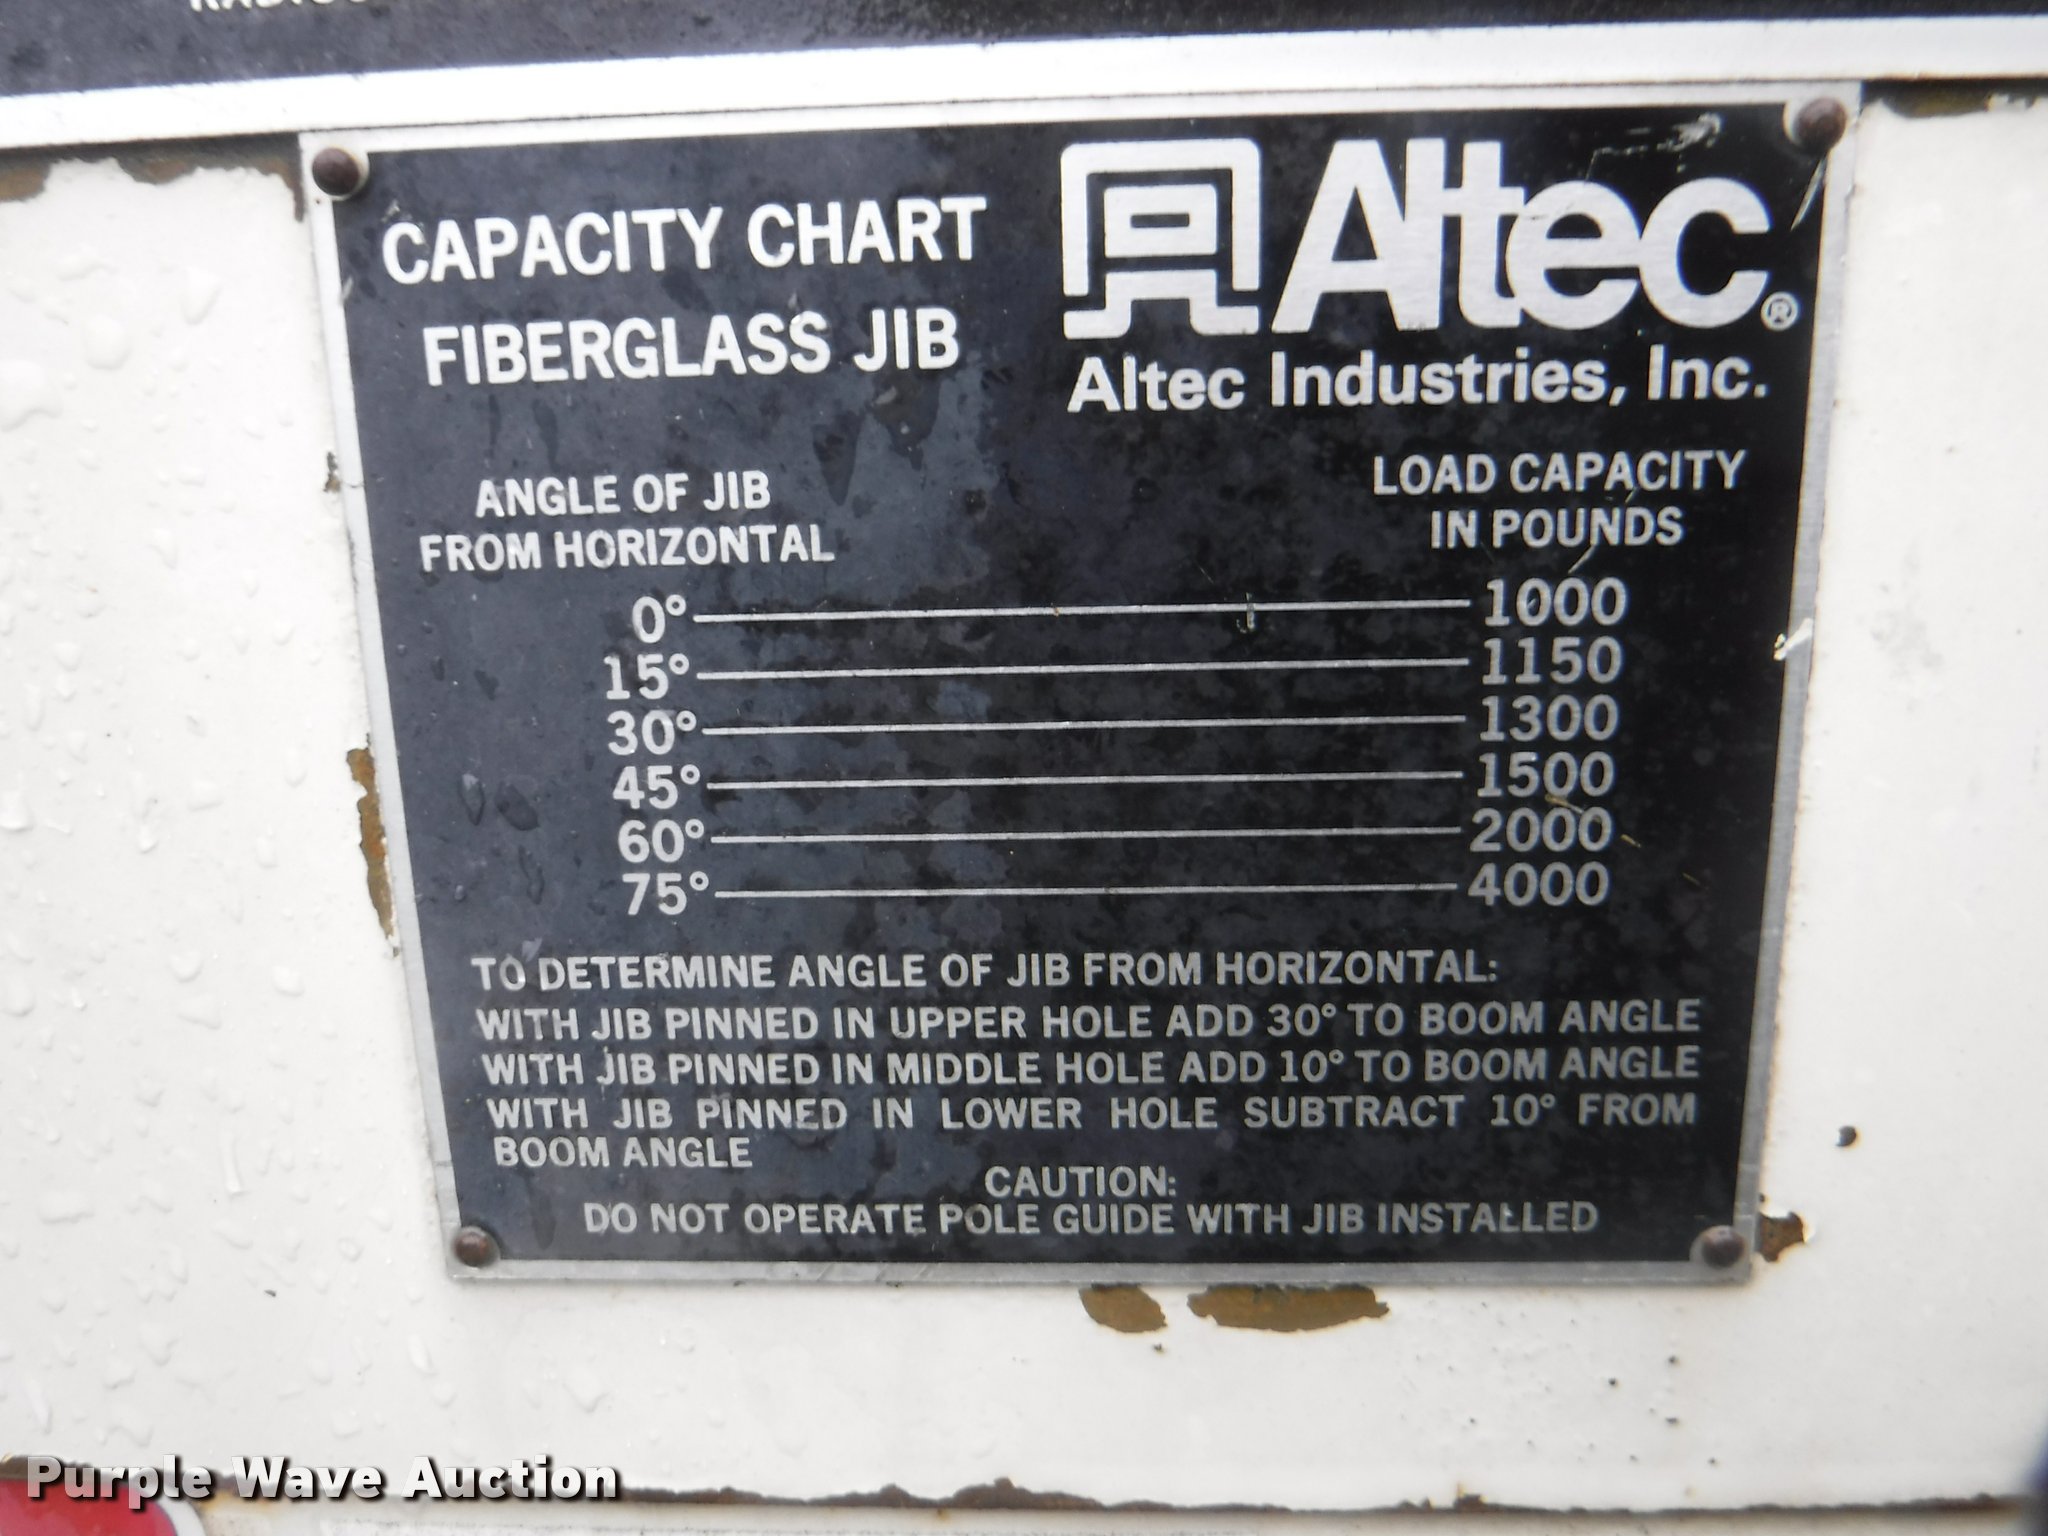 CAPACITY CHART
FIBERGLASS JIB
Altec®
Altec Industries, Inc.
ANGLE OF JIB
FROM HORIZONTAL
LOAD CAPACITY
IN POUNDS
0° 1000
15° 1150
30° 1300
45° 1500
60° 2000
75° 4000
TO DETERMINE ANGLE OF JIB FROM HORIZONTAL:
WITH JIB PINNED IN UPPER HOLE ADD 30° TO BOOM ANGLE
WITH JIB PINNED IN MIDDLE HOLE ADD 10° TO BOOM ANGLE
WITH JIB PINNED IN LOWER HOLE SUBTRACT 10° FROM
BOOM ANGLE
CAUTION:
DO NOT OPERATE POLE GUIDE WITH JIB INSTALLED
Purple Wave Auction